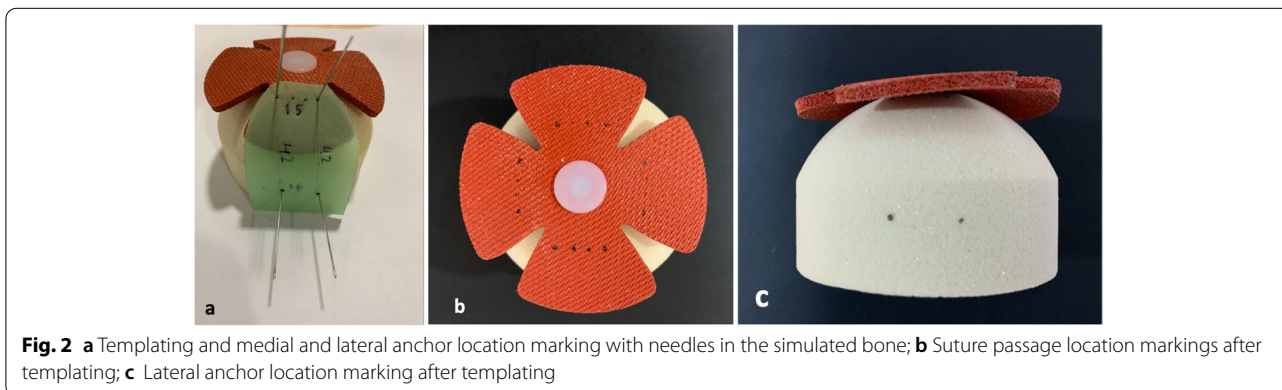 15
a
b
c
Fig. 2 a Templating and medial and lateral anchor location marking with needles in the simulated bone; b Suture passage location markings after
templating; c Lateral anchor location marking after templating